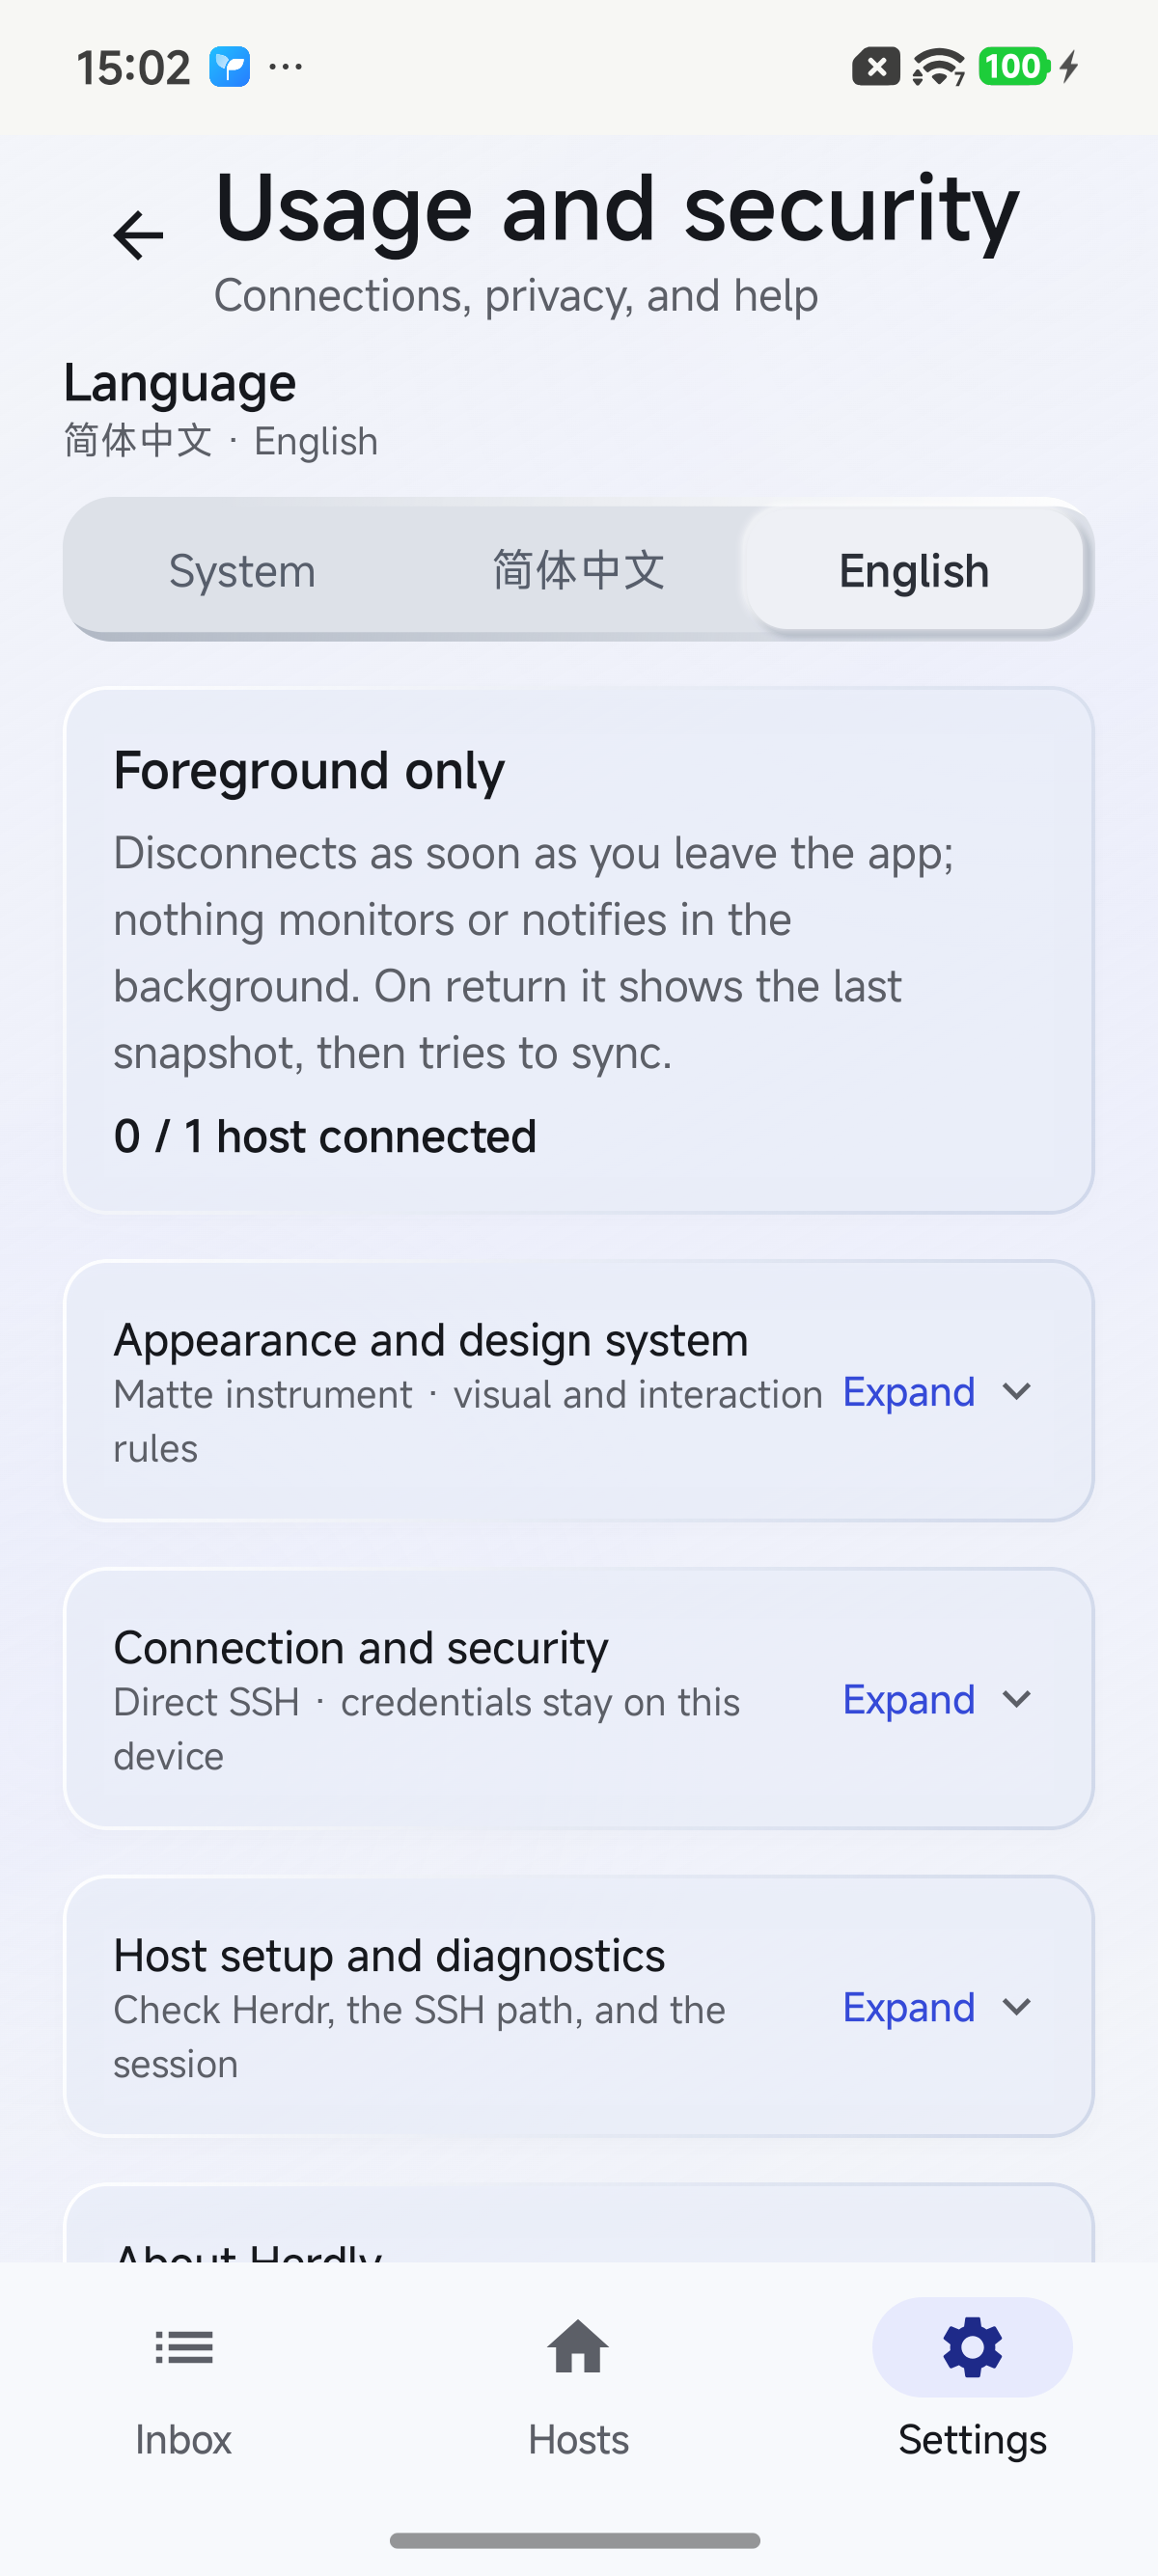 15:02
100
Usage and security
Connections, privacy, and help
Language
简体中文 · English
System 简体中文 English
Foreground only
Disconnects as soon as you leave the app;
nothing monitors or notifies in the
background. On return it shows the last
snapshot, then tries to sync.
0 / 1 host connected
Appearance and design system
Matte instrument · visual and interaction
rules
Expand
Connection and security
Direct SSH · credentials stay on this
device
Expand
Host setup and diagnostics
Check Herdr, the SSH path, and the
session
Expand
About Herdly
Inbox Hosts Settings